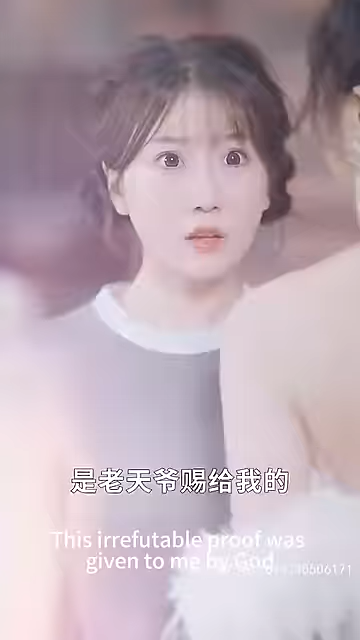 是老天爷赐给我的
This irrefutable proof was
given to me by God